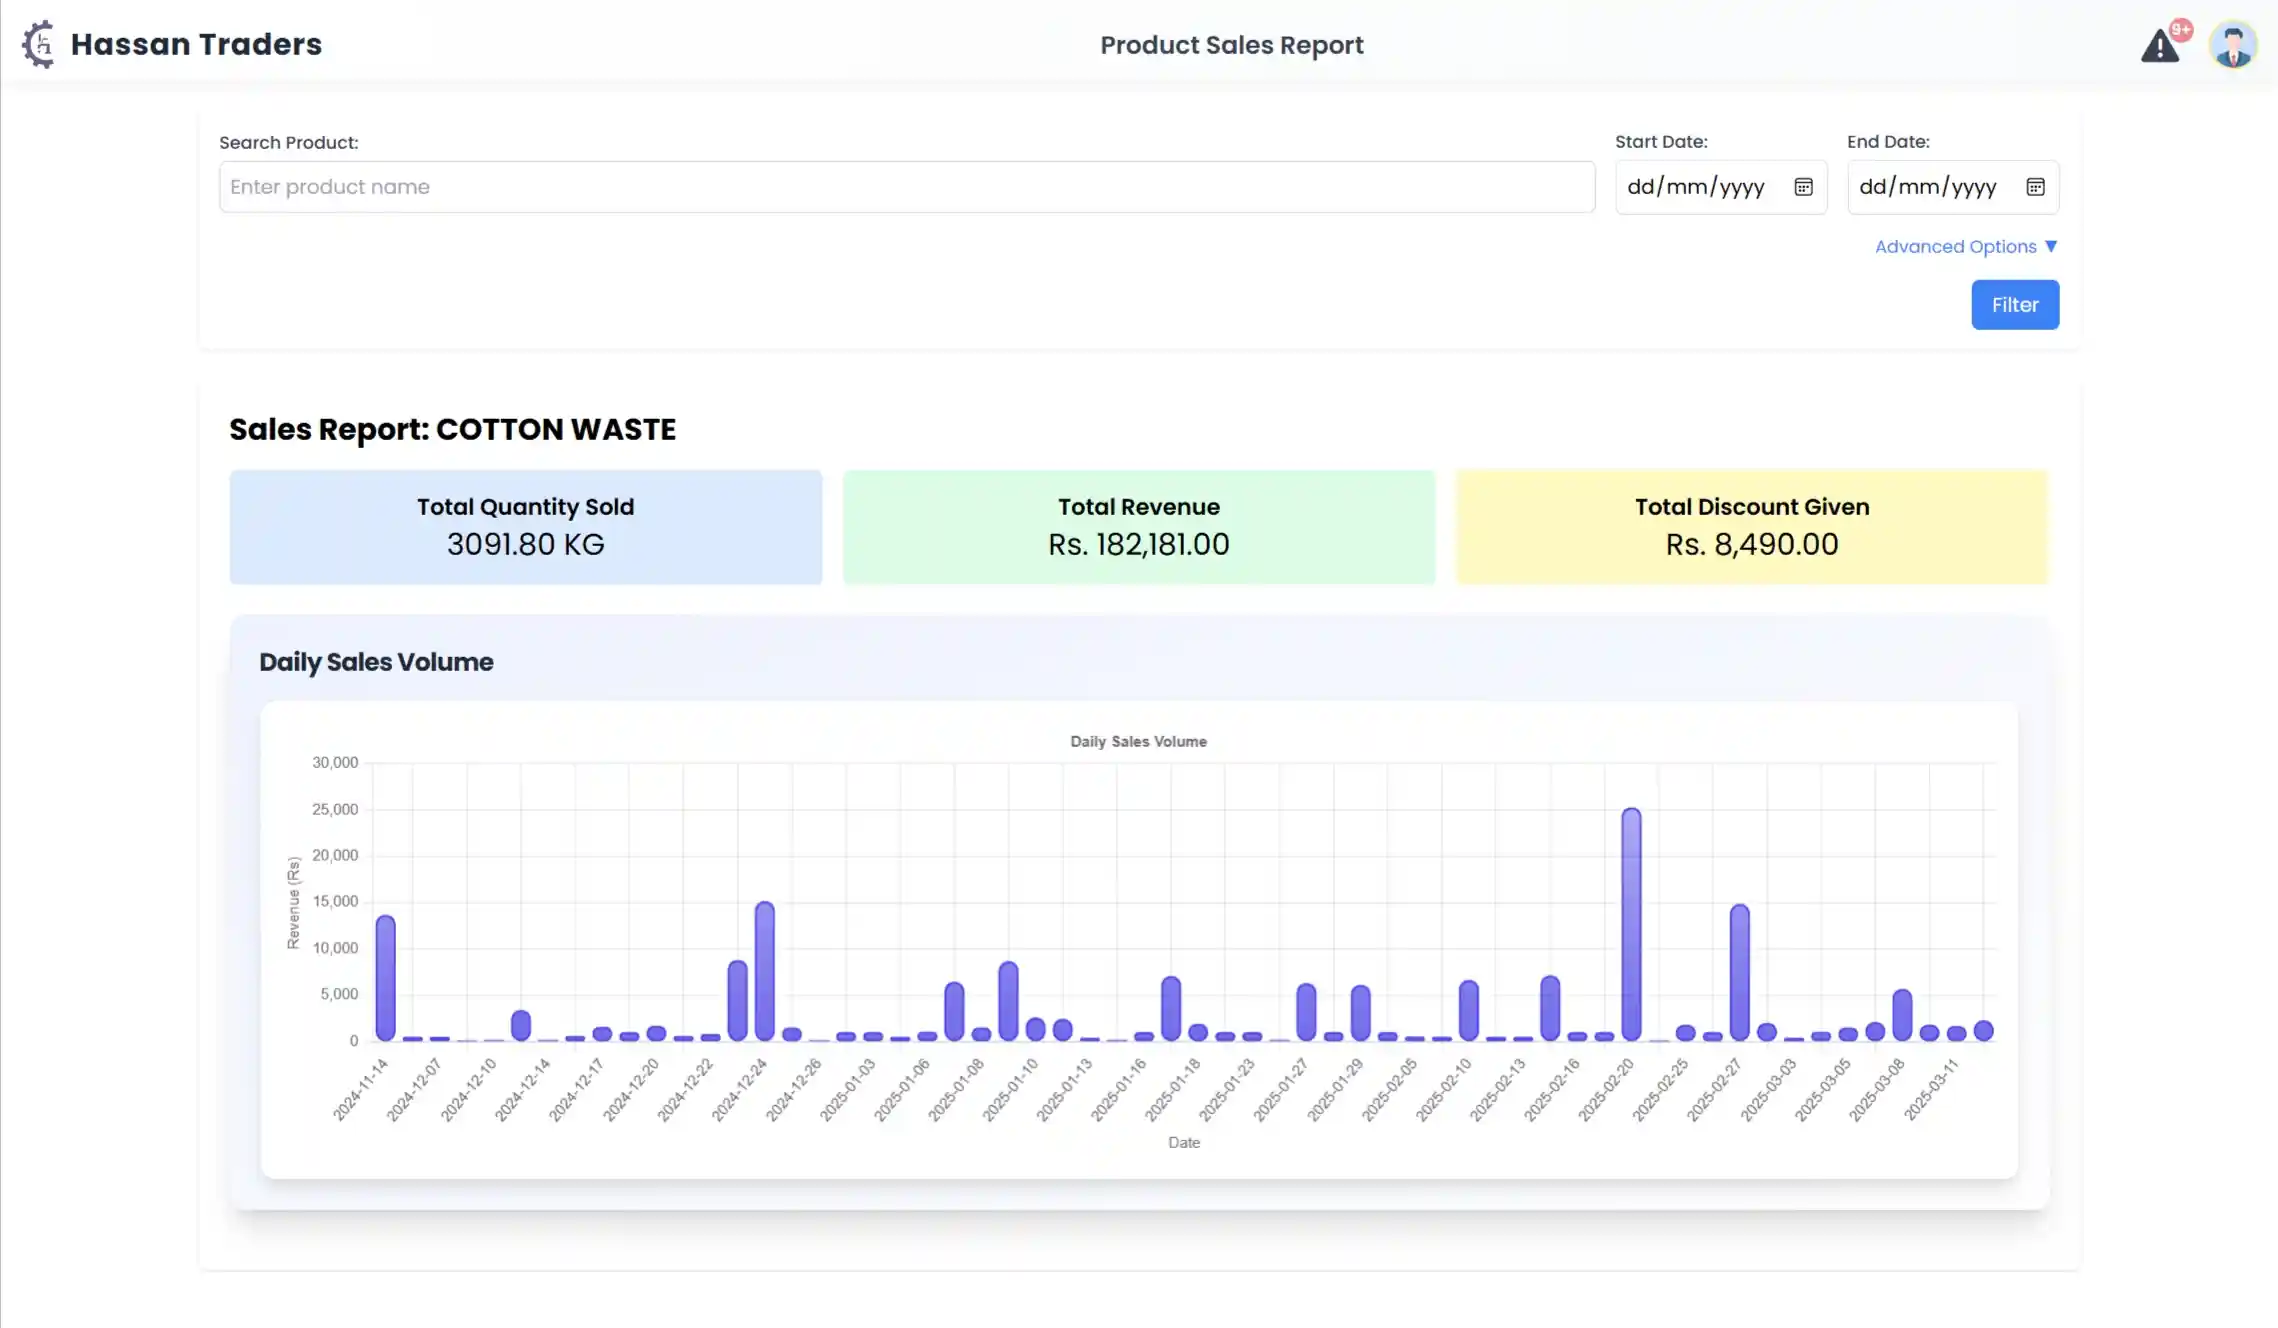 Hassan Traders
Product Sales Report
9+
Search Product:
Start Date:
End Date:
Enter product name
dd/mm/yyyy
dd/mm/yyyy
Advanced Options ▼
Filter
Sales Report: COTTON WASTE
Total Quantity Sold
3091.80 KG
Total Revenue
Rs. 182,181.00
Total Discount Given
Rs. 8,490.00
Daily Sales Volume
Daily Sales Volume
30,000
25,000
20,000
15,000
10,000
5,000
0
Revenue (Rs)
2024-11-14
2024-12-07
2024-12-10
2024-12-14
2024-12-17
2024-12-20
2024-12-22
2024-12-24
2024-12-26
2025-01-03
2025-01-06
2025-01-08
2025-01-10
2025-01-13
2025-01-16
2025-01-18
2025-01-23
2025-01-27
2025-01-29
2025-02-05
2025-02-10
2025-02-13
2025-02-16
2025-02-20
2025-02-25
2025-02-27
2025-03-03
2025-03-05
2025-03-08
2025-03-11
Date